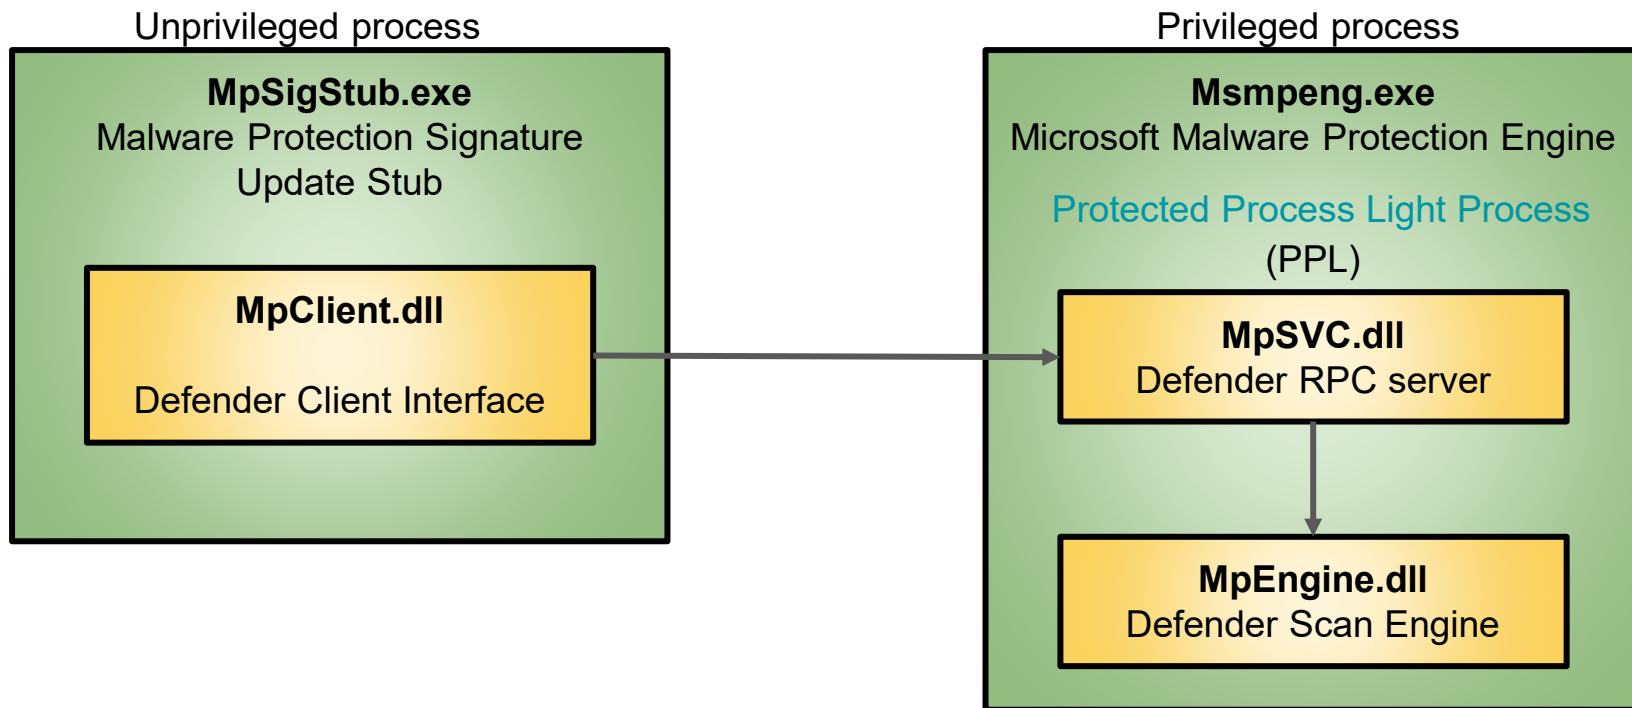 Unprivileged process
MpSigStub.exe
Malware Protection Signature
Update Stub
MpClient.dll
Defender Client Interface
Privileged process
Msmpeng.exe
Microsoft Malware Protection Engine
Protected Process Light Process
(PPL)
MpSVC.dll
Defender RPC server
MpEngine.dll
Defender Scan Engine